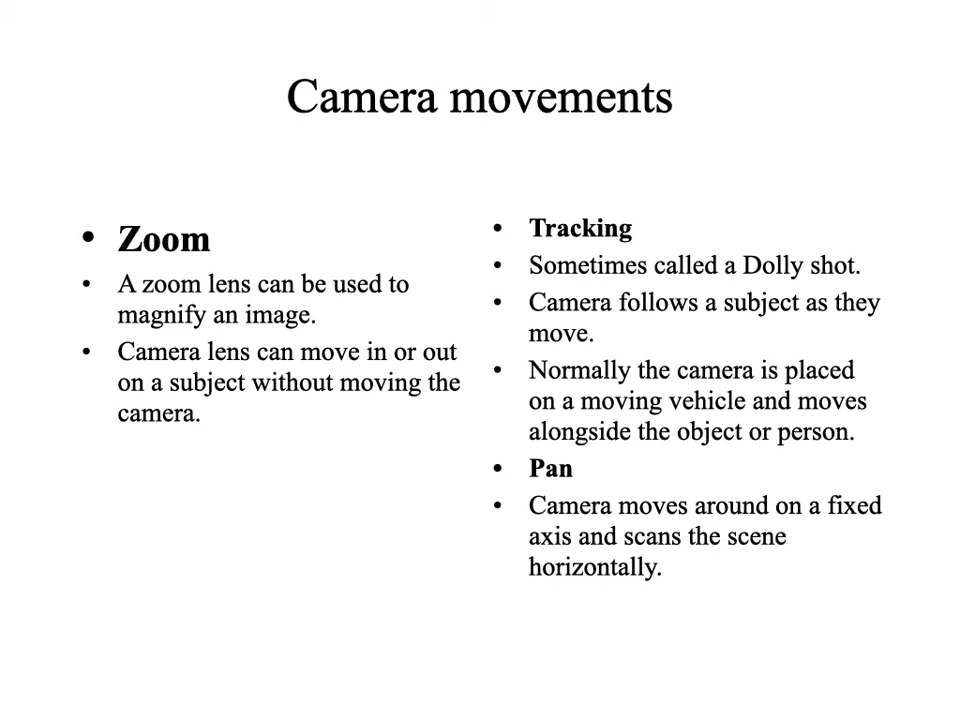 Camera movements
• Zoom
• A zoom lens can be used to
magnify an image.
• Camera lens can move in or out
on a subject without moving the
camera.
• Tracking
• Sometimes called a Dolly shot.
• Camera follows a subject as they
move.
• Normally the camera is placed
on a moving vehicle and moves
alongside the object or person.
• Pan
• Camera moves around on a fixed
axis and scans the scene
horizontally.